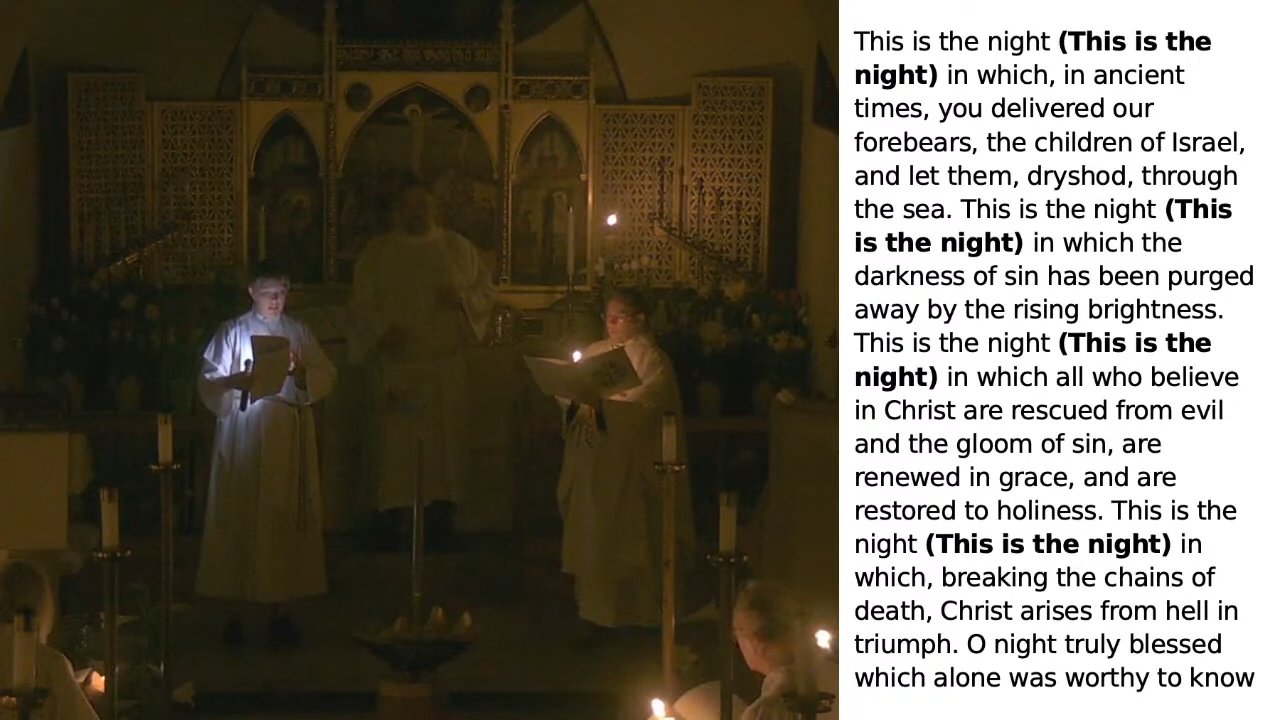 This is the night (This is the
night) in which, in ancient
times, you delivered our
forebears, the children of Israel,
and let them, dryshod, through
the sea. This is the night (This
is the night) in which the
darkness of sin has been purged
away by the rising brightness.
This is the night (This is the
night) in which all who believe
in Christ are rescued from evil
and the gloom of sin, are
renewed in grace, and are
restored to holiness. This is the
night (This is the night) in
which, breaking the chains of
death, Christ arises from hell in
triumph. O night truly blessed
which alone was worthy to know